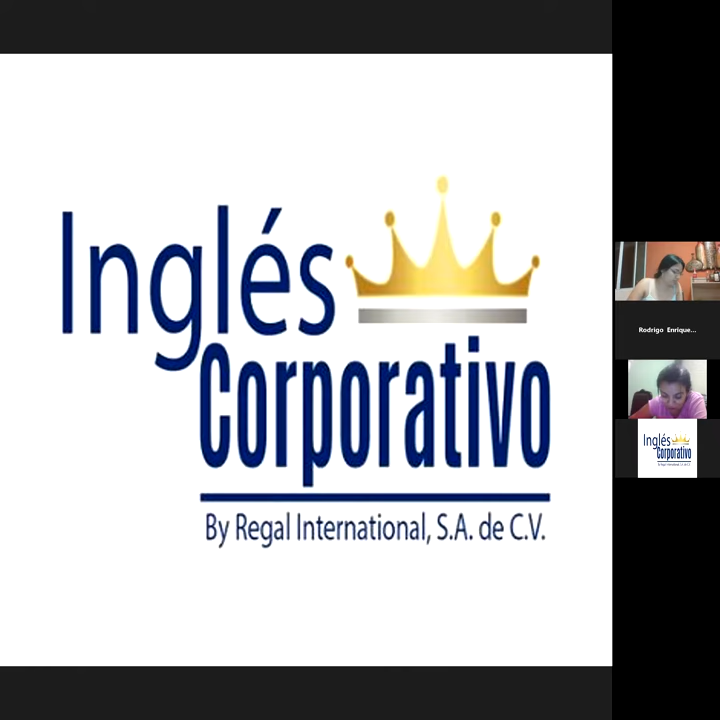 Inglés
Corporativo
By Regal International, S.A. de C.V.
Rodrigo Enrique...
Inglés
Corporativo